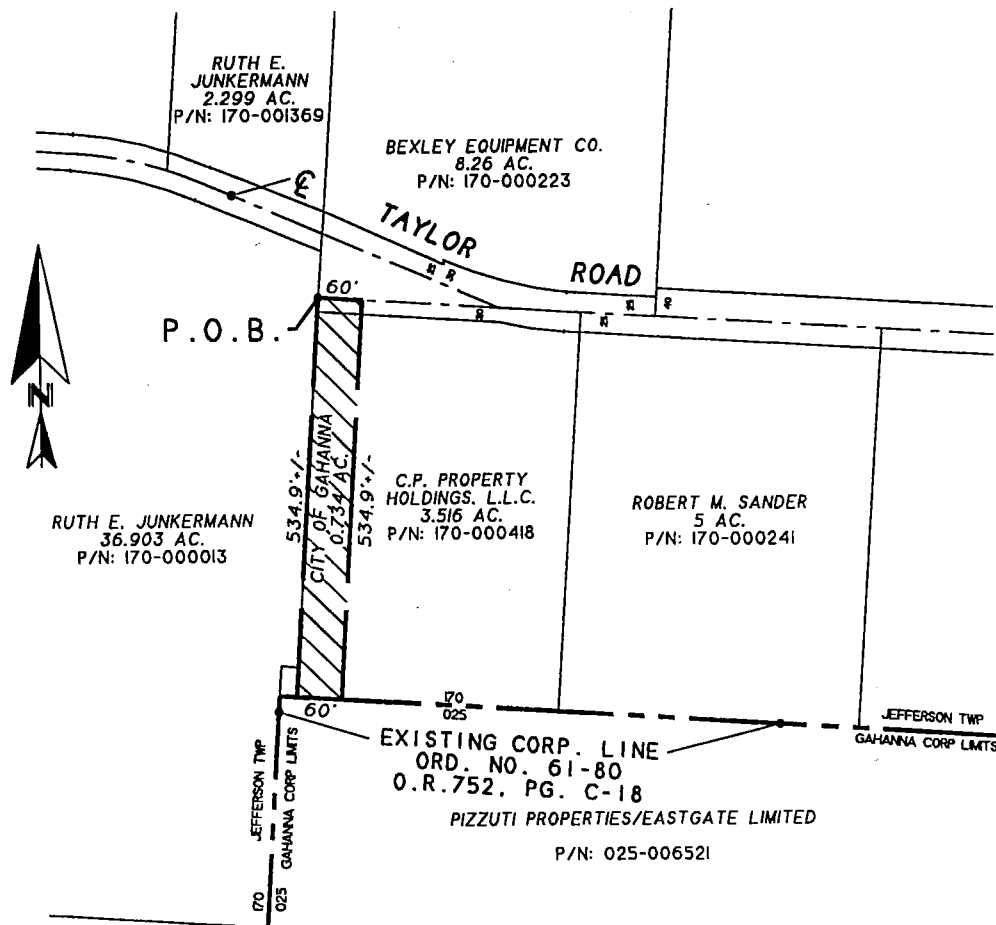 RUTH E.
JUNKERMANN
2.299 AC.
P/N: 170-001369
BEXLEY EQUIPMENT CO.
8.26 AC.
P/N: 170-000223
℄
TAYLOR
ROAD
60'
P.O.B.
N
534.9'+/-
CITY OF GAHANNA
0.734 AC.
534.9'+/-
C.P. PROPERTY
HOLDINGS, L.L.C.
3.516 AC.
P/N: 170-000418
ROBERT M. SANDER
5 AC.
P/N: 170-000241
RUTH E. JUNKERMANN
36.903 AC.
P/N: 170-000013
60'
170
025
JEFFERSON TWP
GAHANNA CORP LIMTS
EXISTING CORP. LINE
ORD. NO. 61-80
O.R.752, PG. C-18
PIZZUTI PROPERTIES/EASTGATE LIMITED
P/N: 025-006521
JEFFERSON TWP
GAHANNA CORP LIMTS
170
025